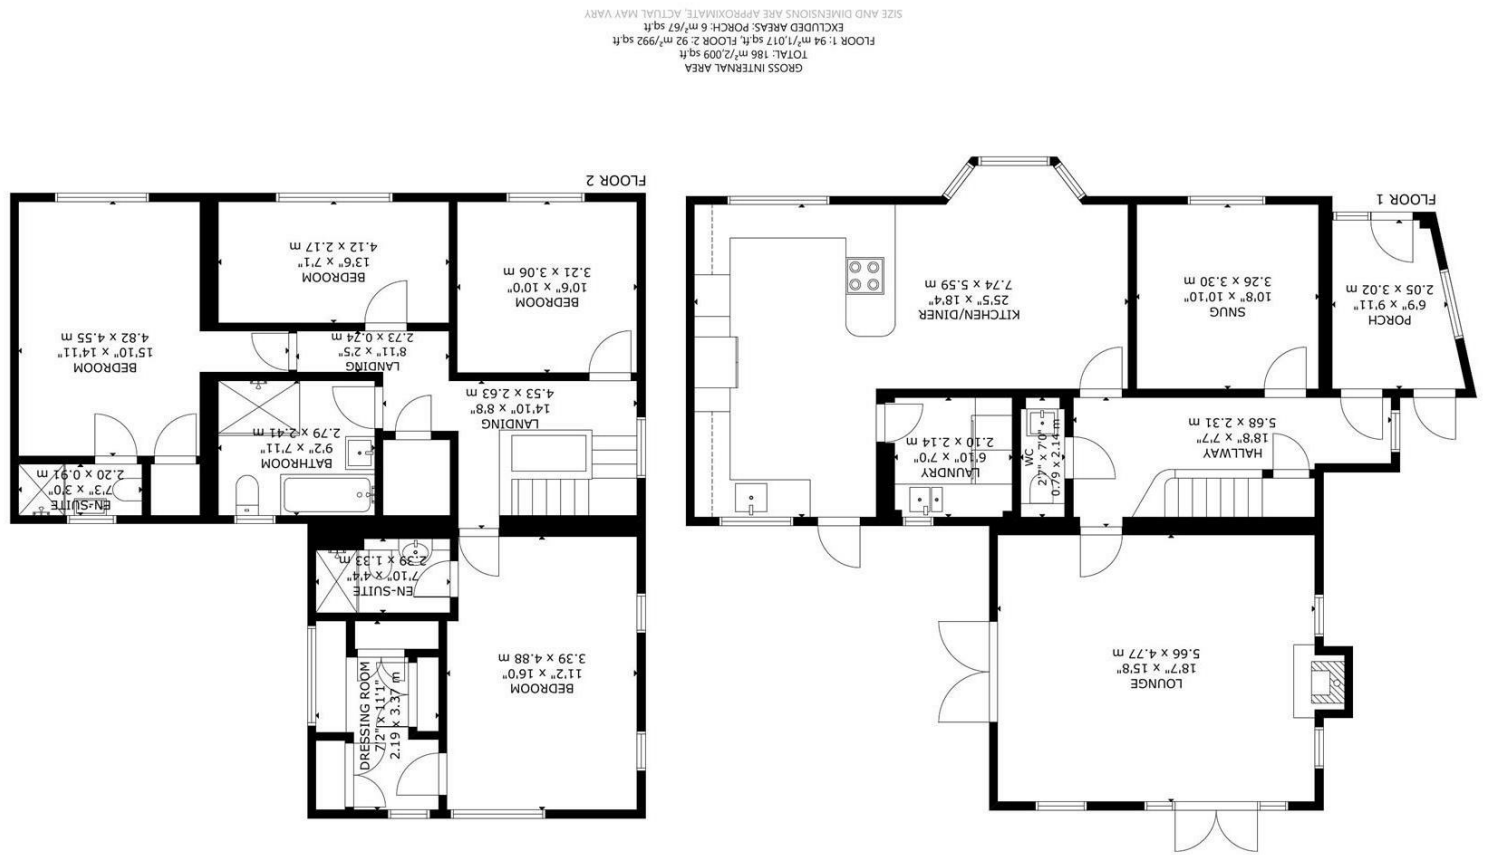 GROSS INTERNAL AREA
TOTAL: 186 m²/2,009 sq.ft
FLOOR 1: 94 m²/1,017 sq.ft, FLOOR 2: 92 m²/992 sq.ft
EXCLUDED AREAS: PORCH: 6 m²/67 sq.ft
SIZE AND DIMENSIONS ARE APPROXIMATE, ACTUAL MAY VARY
FLOOR 1
PORCH
6'9" x 9'11"
2.05 x 3.02 m
SNUG
10'8" x 10'10"
3.26 x 3.30 m
KITCHEN/DINER
25'5" x 18'4"
7.74 x 5.59 m
HALLWAY
18'8" x 7'7"
5.68 x 2.31 m
WC
2'7" x 7'0"
0.79 x 2.14 m
LAUNDRY
6'10" x 7'0"
2.10 x 2.14 m
LOUNGE
18'7" x 15'8"
5.66 x 4.77 m
FLOOR 2
BEDROOM
10'6" x 10'0"
3.21 x 3.06 m
BEDROOM
13'6" x 7'1"
4.12 x 2.17 m
BEDROOM
15'10" x 14'11"
4.82 x 4.55 m
LANDING
8'11" x 2'5"
2.73 x 0.74 m
LANDING
14'10" x 8'8"
4.53 x 2.63 m
BATHROOM
9'2" x 7'11"
2.79 x 2.41 m
EN-SUITE
7'3" x 3'0"
2.20 x 0.91 m
EN-SUITE
7'10" x 4'4"
2.39 x 1.33 m
BEDROOM
11'2" x 16'0"
3.39 x 4.88 m
DRESSING ROOM
7'2" x 11'1"
2.19 x 3.37 m